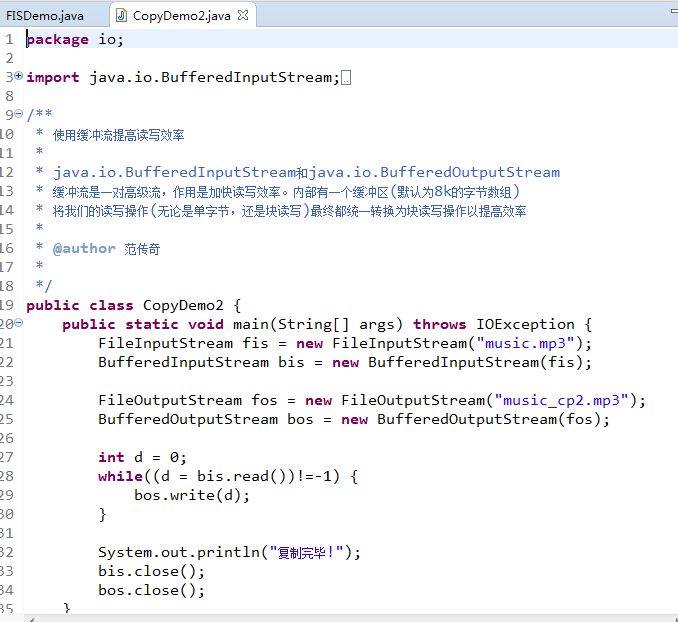 FISDemo.java CopyDemo2.java
1 package io;
2
3 import java.io.BufferedInputStream;
8
9 /**
10 * 使用缓冲流提高读写效率
11 *
12 * java.io.BufferedInputStream和java.io.BufferedOutputStream
13 * 缓冲流是一对高级流，作用是加快读写效率。内部有一个缓冲区(默认为8k的字节数组)
14 * 将我们的读写操作(无论是单字节，还是块读写)最终都统一转换为块读写操作以提高效率
15 *
16 * @author 范传奇
17 *
18 */
19 public class CopyDemo2 {
20 public static void main(String[] args) throws IOException {
21 FileInputStream fis = new FileInputStream("music.mp3");
22 BufferedInputStream bis = new BufferedInputStream(fis);
23
24 FileOutputStream fos = new FileOutputStream("music_cp2.mp3");
25 BufferedOutputStream bos = new BufferedOutputStream(fos);
26
27 int d = 0;
28 while((d = bis.read())!=-1) {
29 bos.write(d);
30 }
31
32 System.out.println("复制完毕!");
33 bis.close();
34 bos.close();
35 }